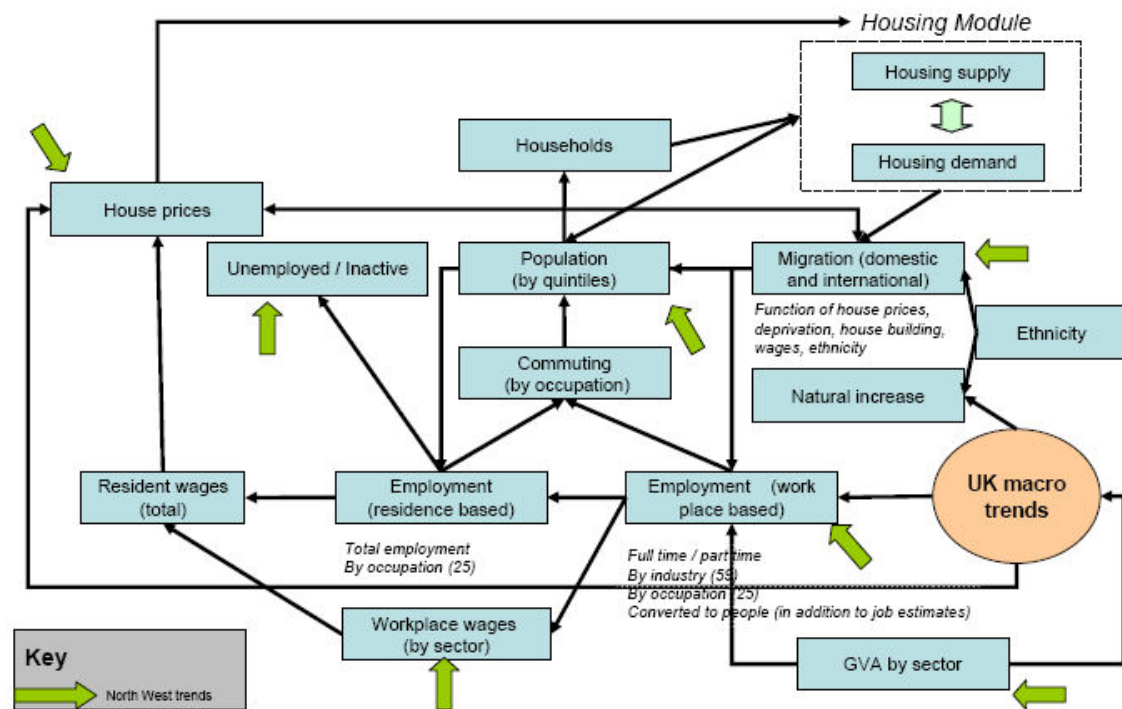 Housing Module
Housing supply
Housing demand
Households
House prices
Unemployed / Inactive
Population
(by quintiles)
Migration (domestic
and international)
Function of house prices,
deprivation, house building,
wages, ethnicity
Ethnicity
Commuting
(by occupation)
Natural increase
Resident wages
(total)
Employment
(residence based)
Employment (work
place based)
UK macro
trends
Total employment
By occupation (25)
Full time / part time
By industry (59)
By occupation (25)
Converted to people (in addition to job estimates)
Workplace wages
(by sector)
GVA by sector
Key
North West trends